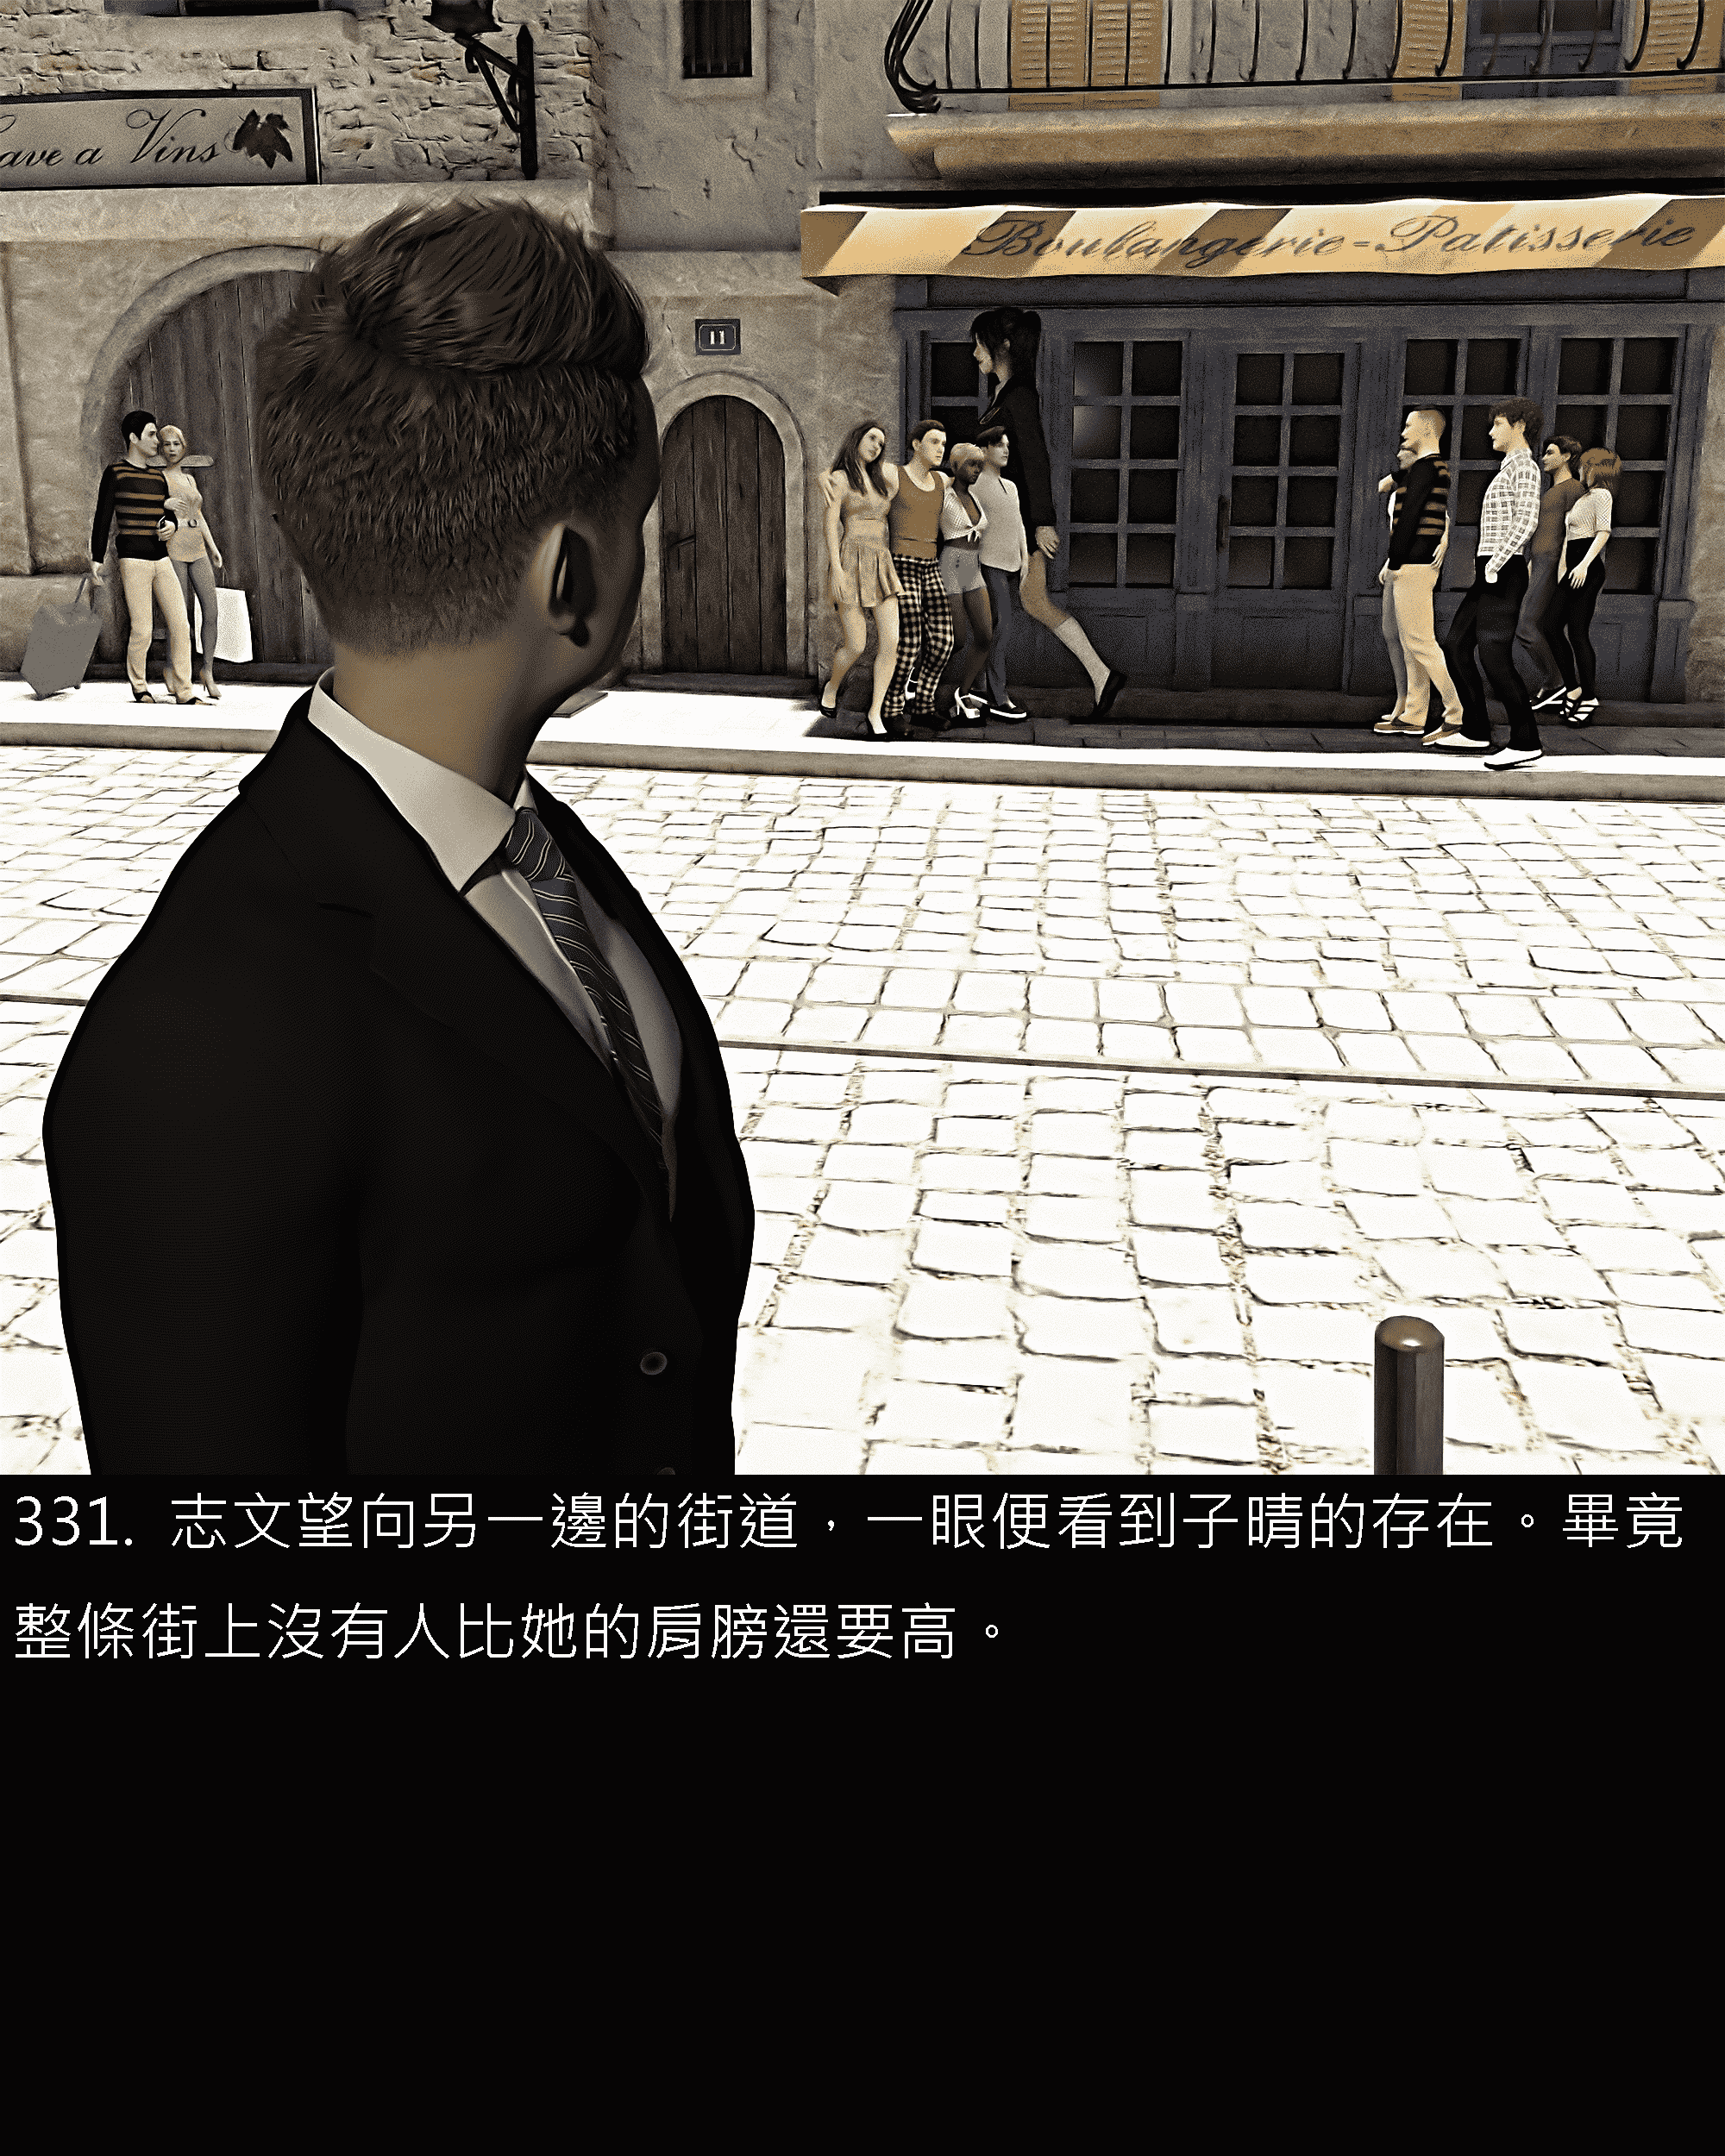 ave a Vins
Boulangerie-Patisserie
11
331. 志文望向另一邊的街道，一眼便看到子晴的存在。畢竟
整條街上沒有人比她的肩膀還要高。